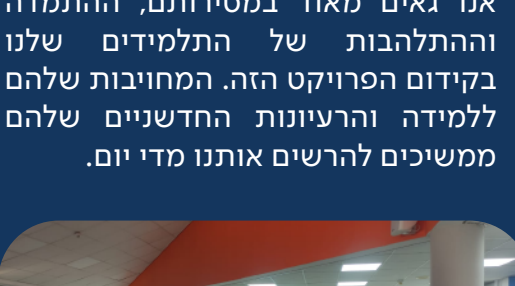 אנו גאים מאוד במסירותם, ההתמדה
וההתלהבות של התלמידים שלנו
בקידום הפרויקט הזה. המחויבות שלהם
ללמידה והרעיונות החדשניים שלהם
ממשיכים להרשים אותנו מדי יום.